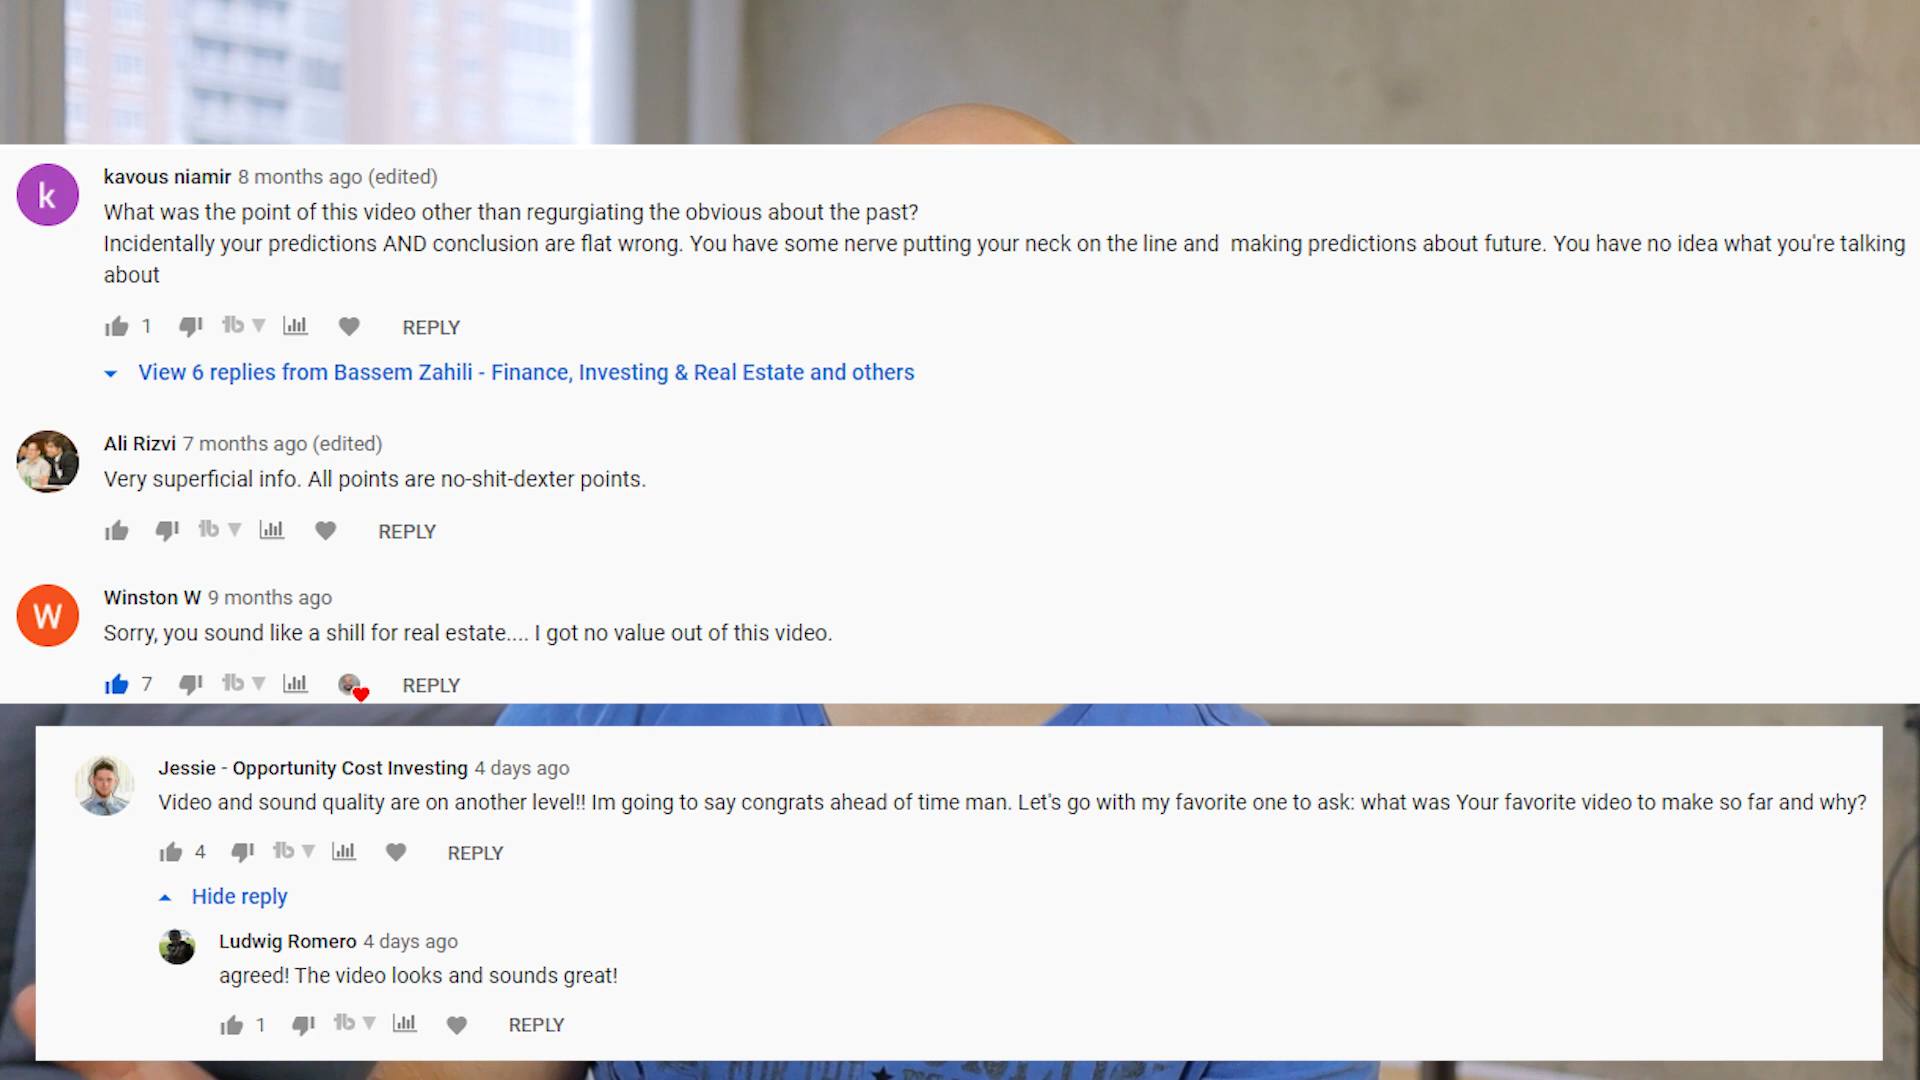 k
kavous niamir 8 months ago (edited)
What was the point of this video other than regurgiating the obvious about the past?
Incidentally your predictions AND conclusion are flat wrong. You have some nerve putting your neck on the line and making predictions about future. You have no idea what you're talking
about
1 REPLY
View 6 replies from Bassem Zahili - Finance, Investing & Real Estate and others
Ali Rizvi 7 months ago (edited)
Very superficial info. All points are no-shit-dexter points.
REPLY
W
Winston W 9 months ago
Sorry, you sound like a shill for real estate.... I got no value out of this video.
7 REPLY
Jessie - Opportunity Cost Investing 4 days ago
Video and sound quality are on another level!! Im going to say congrats ahead of time man. Let's go with my favorite one to ask: what was Your favorite video to make so far and why?
4 REPLY
Hide reply
Ludwig Romero 4 days ago
agreed! The video looks and sounds great!
1 REPLY